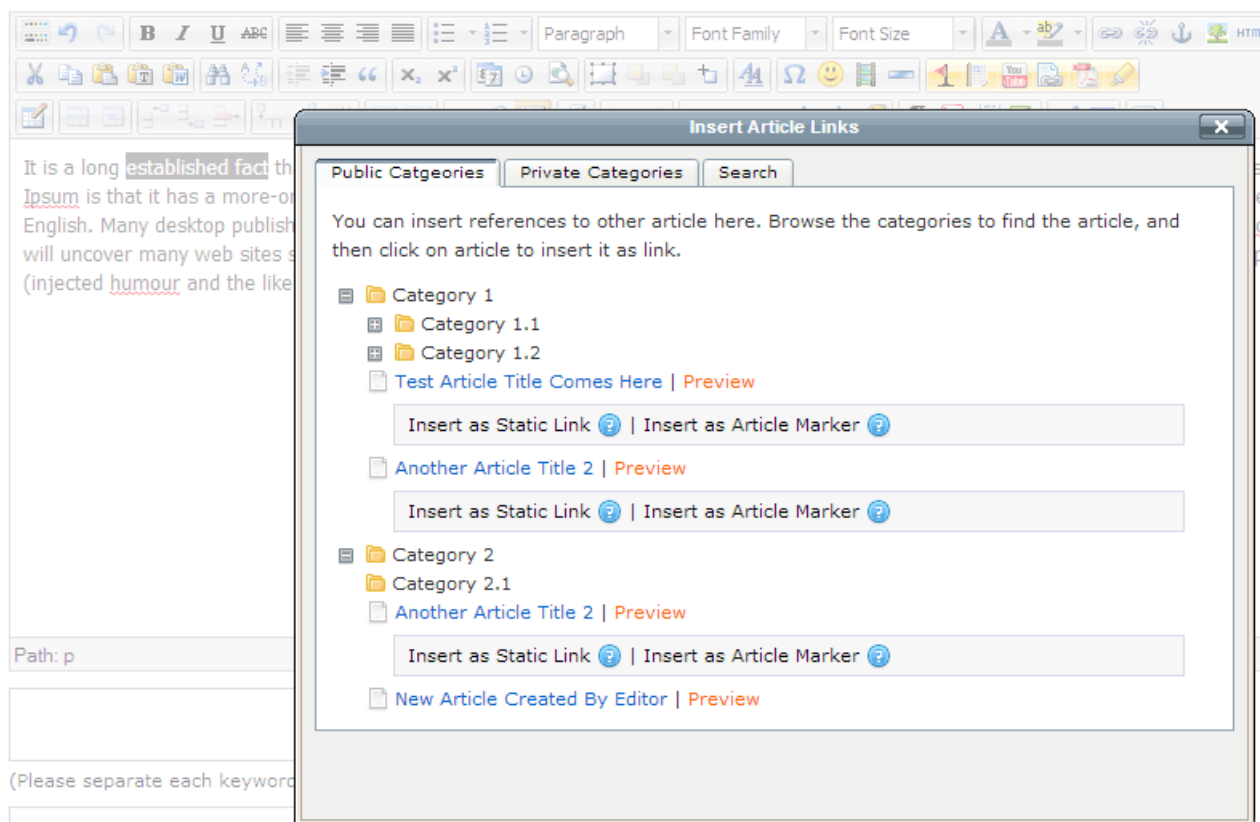 B I U ABC Paragraph Font Family Font Size A ab HTM
Insert Article Links
It is a long established fact th
Ipsum is that it has a more-or
English. Many desktop publish
will uncover many web sites s
(injected humour and the like
Public Catgeories Private Categories Search
You can insert references to other article here. Browse the categories to find the article, and
then click on article to insert it as link.
Category 1
Category 1.1
Category 1.2
Test Article Title Comes Here | Preview
Insert as Static Link ? | Insert as Article Marker ?
Another Article Title 2 | Preview
Insert as Static Link ? | Insert as Article Marker ?
Category 2
Category 2.1
Another Article Title 2 | Preview
Insert as Static Link ? | Insert as Article Marker ?
New Article Created By Editor | Preview
Path: p
(Please separate each keyword